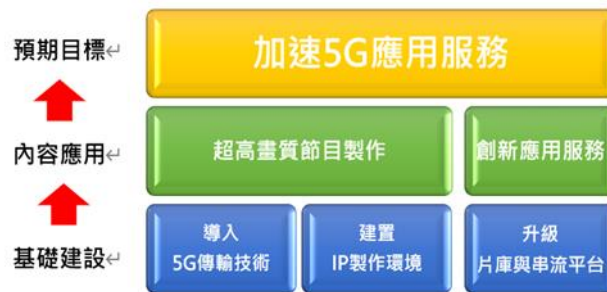 預期目標
加速5G應用服務
內容應用
超高畫質節目製作
創新應用服務
基礎建設
導入
5G傳輸技術
建置
IP製作環境
升級
片庫與串流平台